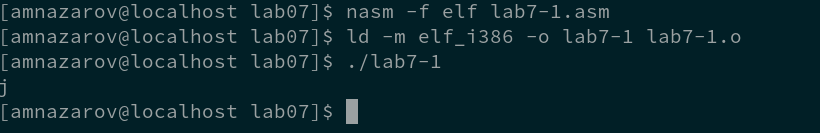 [amnazarov@localhost lab07]$ nasm -f elf lab7-1.asm
[amnazarov@localhost lab07]$ ld -m elf_i386 -o lab7-1 lab7-1.o
[amnazarov@localhost lab07]$ ./lab7-1
j
[amnazarov@localhost lab07]$